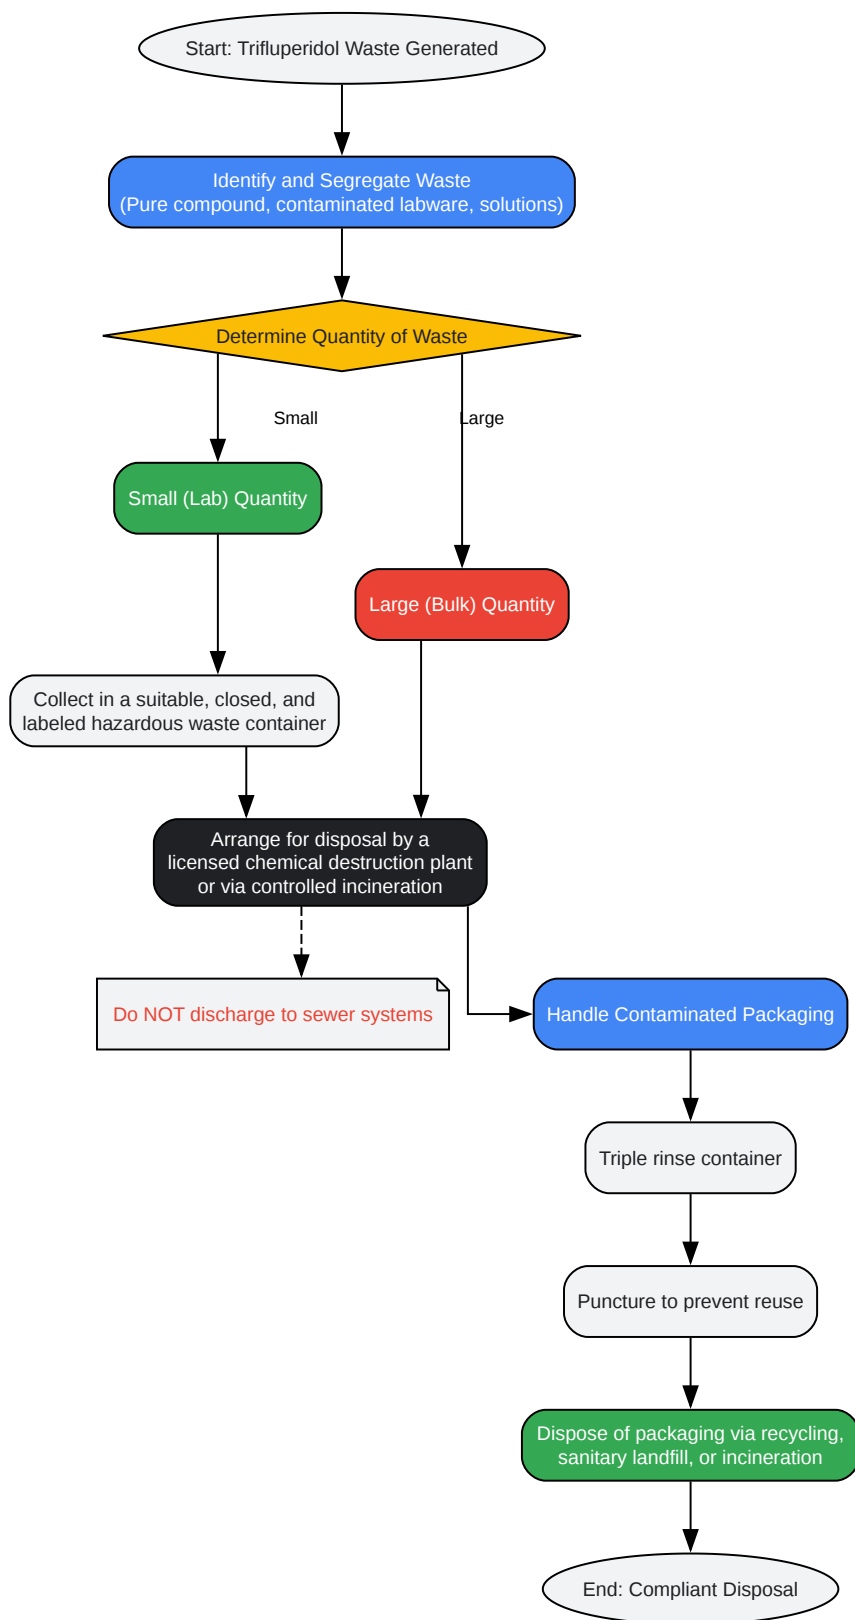 Start: Trifluperidol Waste Generated
Identify and Segregate Waste
(Pure compound, contaminated labware, solutions)
Determine Quantity of Waste
Small
Large
Small (Lab) Quantity
Large (Bulk) Quantity
Collect in a suitable, closed, and
labeled hazardous waste container
Arrange for disposal by a
licensed chemical destruction plant
or via controlled incineration
Do NOT discharge to sewer systems
Handle Contaminated Packaging
Triple rinse container
Puncture to prevent reuse
Dispose of packaging via recycling,
sanitary landfill, or incineration
End: Compliant Disposal